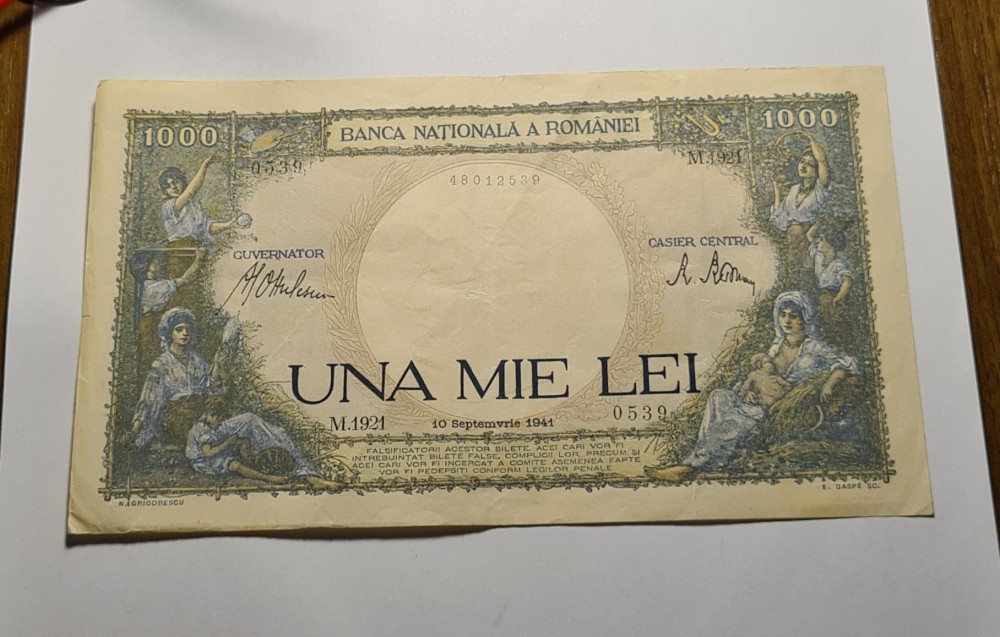 1000
BANCA NAȚIONALĂ A ROMÂNIEI
1000
0539
M.1921
48012539
GUVERNATOR
CASIER CENTRAL
UNA MIE LEI
M.1921
10 Septemvrie 1941
0539
FALSIFICATORII ACESTOR BILETE, ACEI CARI VOR FI
INTREBUINȚAT BILETE FALSE, COMPLICII LOR, PRECUM ȘI
ACEI CARI VOR FI INCERCAT A COMITE ASEMENEA FAPTE
VOR FI PEDEPSIȚI CONFORM LEGILOR PENALE
N. GRIGORESCU
E. GASPÉ SC.